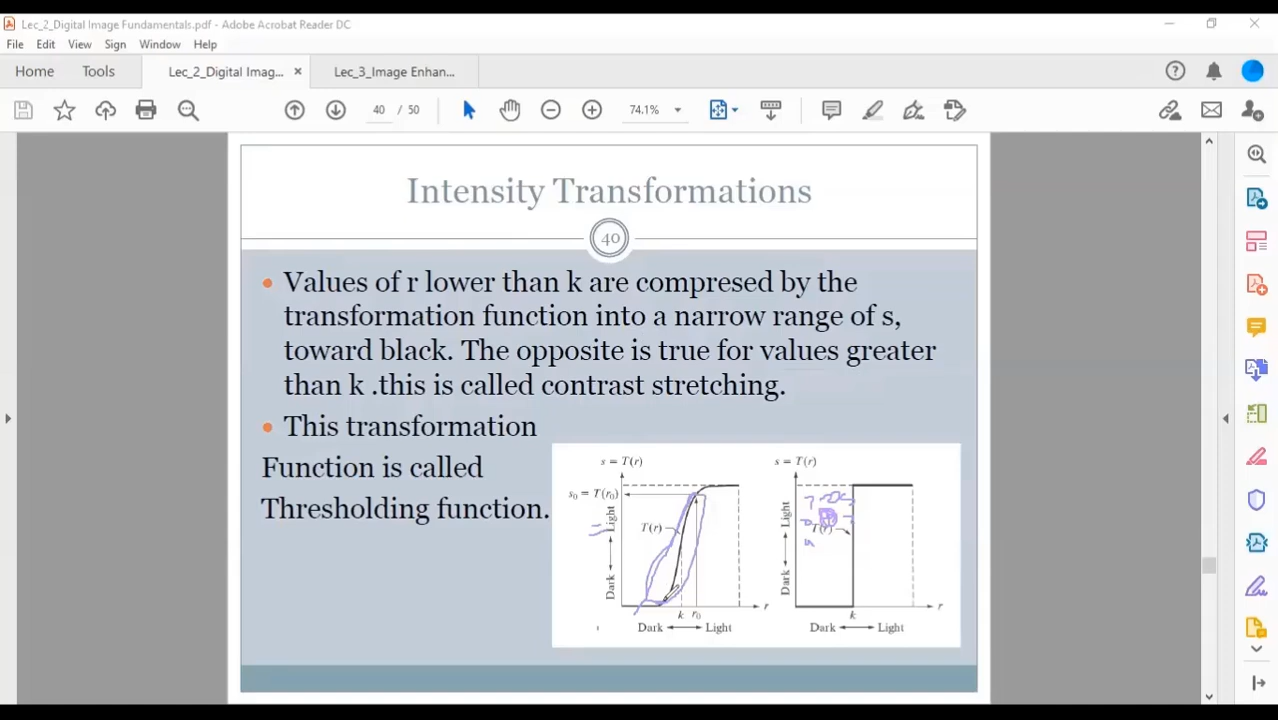 Lec_2_Digital Image Fundamentals.pdf - Adobe Acrobat Reader DC
File Edit View Sign Window Help
Home Tools Lec_2_Digital Imag... × Lec_3_Image Enhan...
40 / 50 74.1%
Intensity Transformations
40
Values of r lower than k are compresed by the
transformation function into a narrow range of s,
toward black. The opposite is true for values greater
than k .this is called contrast stretching.
This transformation
Function is called
Thresholding function.
s = T(r)
s0 = T(r0)
T(r)
Dark Light
k r0 r
Dark Light
s = T(r)
T(r)
Dark Light
k r
Dark Light